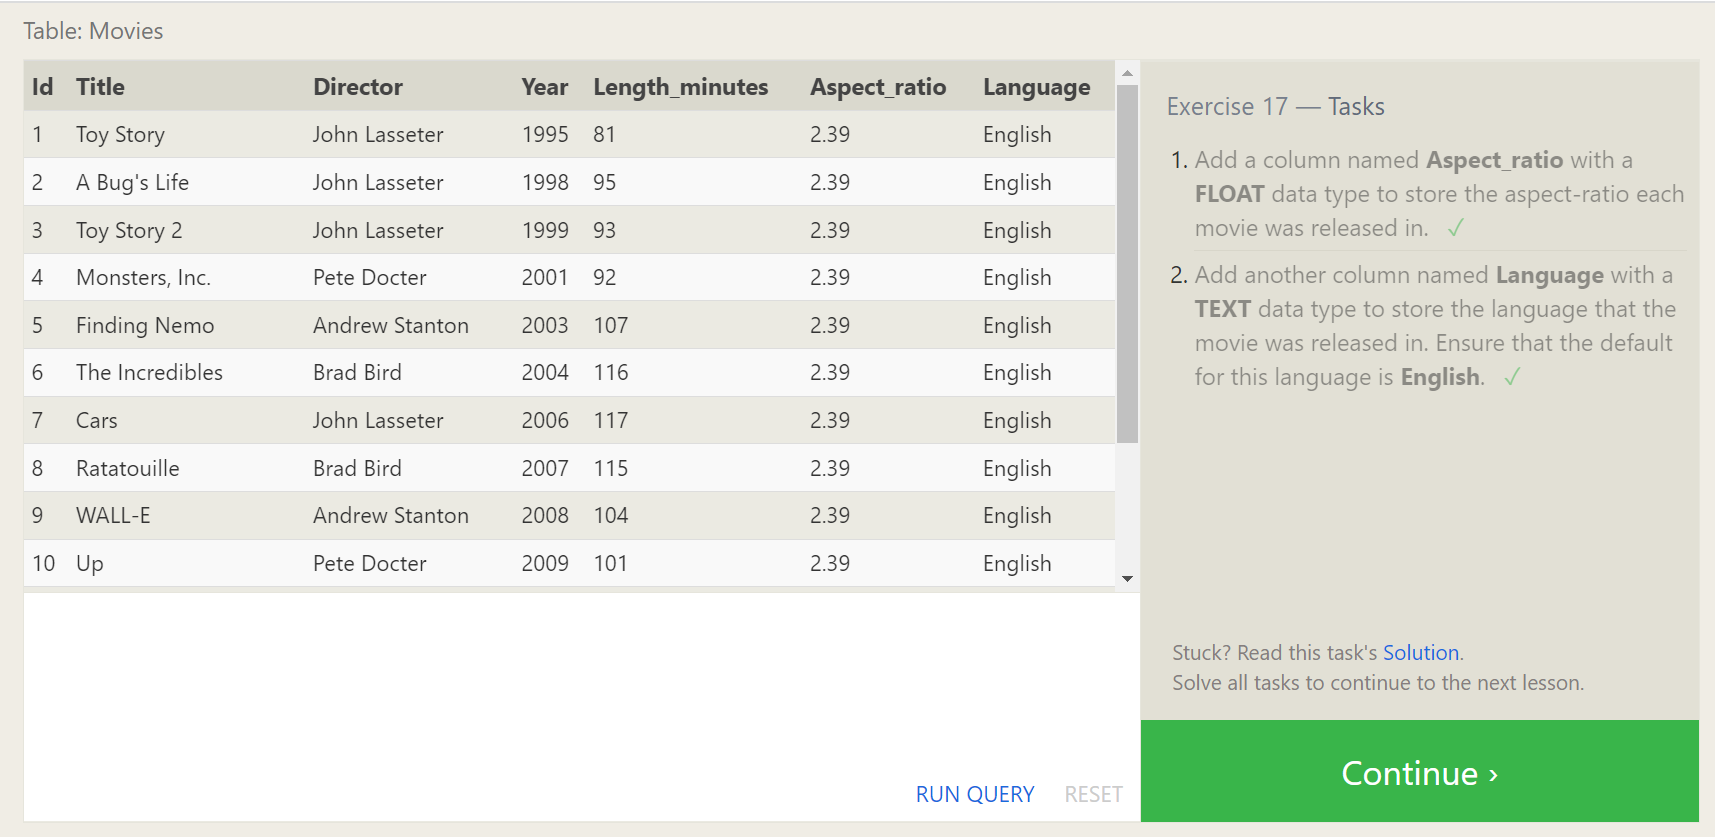 Table: Movies
Id Title Director Year Length_minutes Aspect_ratio Language
1 Toy Story John Lasseter 1995 81 2.39 English
2 A Bug's Life John Lasseter 1998 95 2.39 English
3 Toy Story 2 John Lasseter 1999 93 2.39 English
4 Monsters, Inc. Pete Docter 2001 92 2.39 English
5 Finding Nemo Andrew Stanton 2003 107 2.39 English
6 The Incredibles Brad Bird 2004 116 2.39 English
7 Cars John Lasseter 2006 117 2.39 English
8 Ratatouille Brad Bird 2007 115 2.39 English
9 WALL-E Andrew Stanton 2008 104 2.39 English
10 Up Pete Docter 2009 101 2.39 English
RUN QUERY RESET
Exercise 17 — Tasks
1. Add a column named Aspect_ratio with a
FLOAT data type to store the aspect-ratio each
movie was released in. ✓
2. Add another column named Language with a
TEXT data type to store the language that the
movie was released in. Ensure that the default
for this language is English. ✓
Stuck? Read this task's Solution.
Solve all tasks to continue to the next lesson.
Continue ›